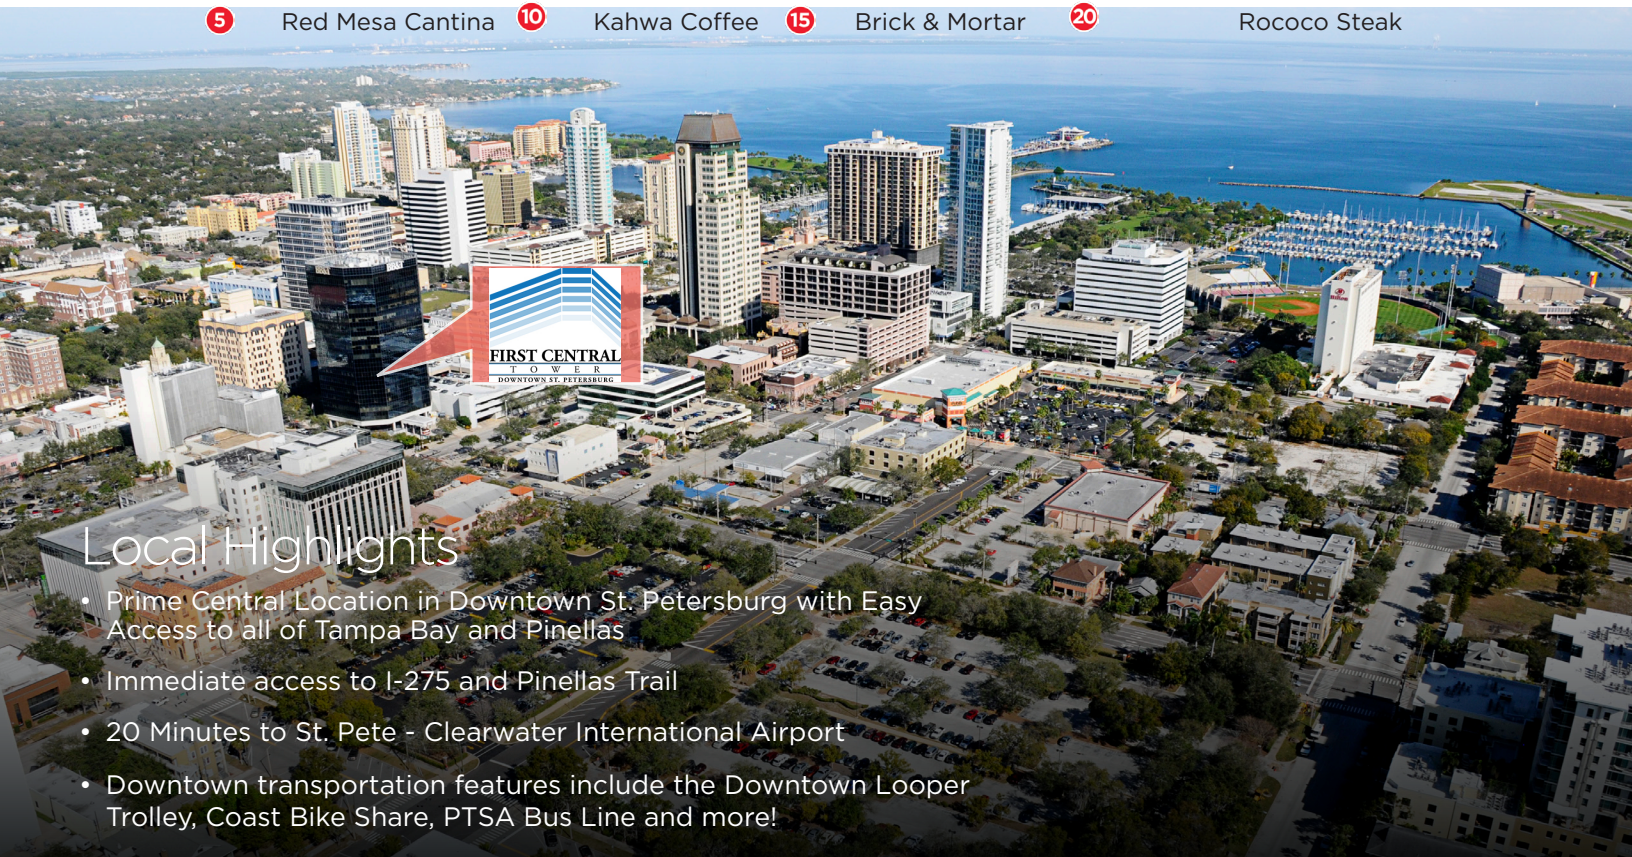 5 Red Mesa Cantina 10 Kahwa Coffee 15 Brick & Mortar 20 Rococo Steak
FIRST CENTRAL
TOWER
DOWNTOWN ST. PETERSBURG
Hilton
Local Highlights
• Prime Central Location in Downtown St. Petersburg with Easy
Access to all of Tampa Bay and Pinellas
• Immediate access to I-275 and Pinellas Trail
• 20 Minutes to St. Pete - Clearwater International Airport
• Downtown transportation features include the Downtown Looper
Trolley, Coast Bike Share, PTSA Bus Line and more!